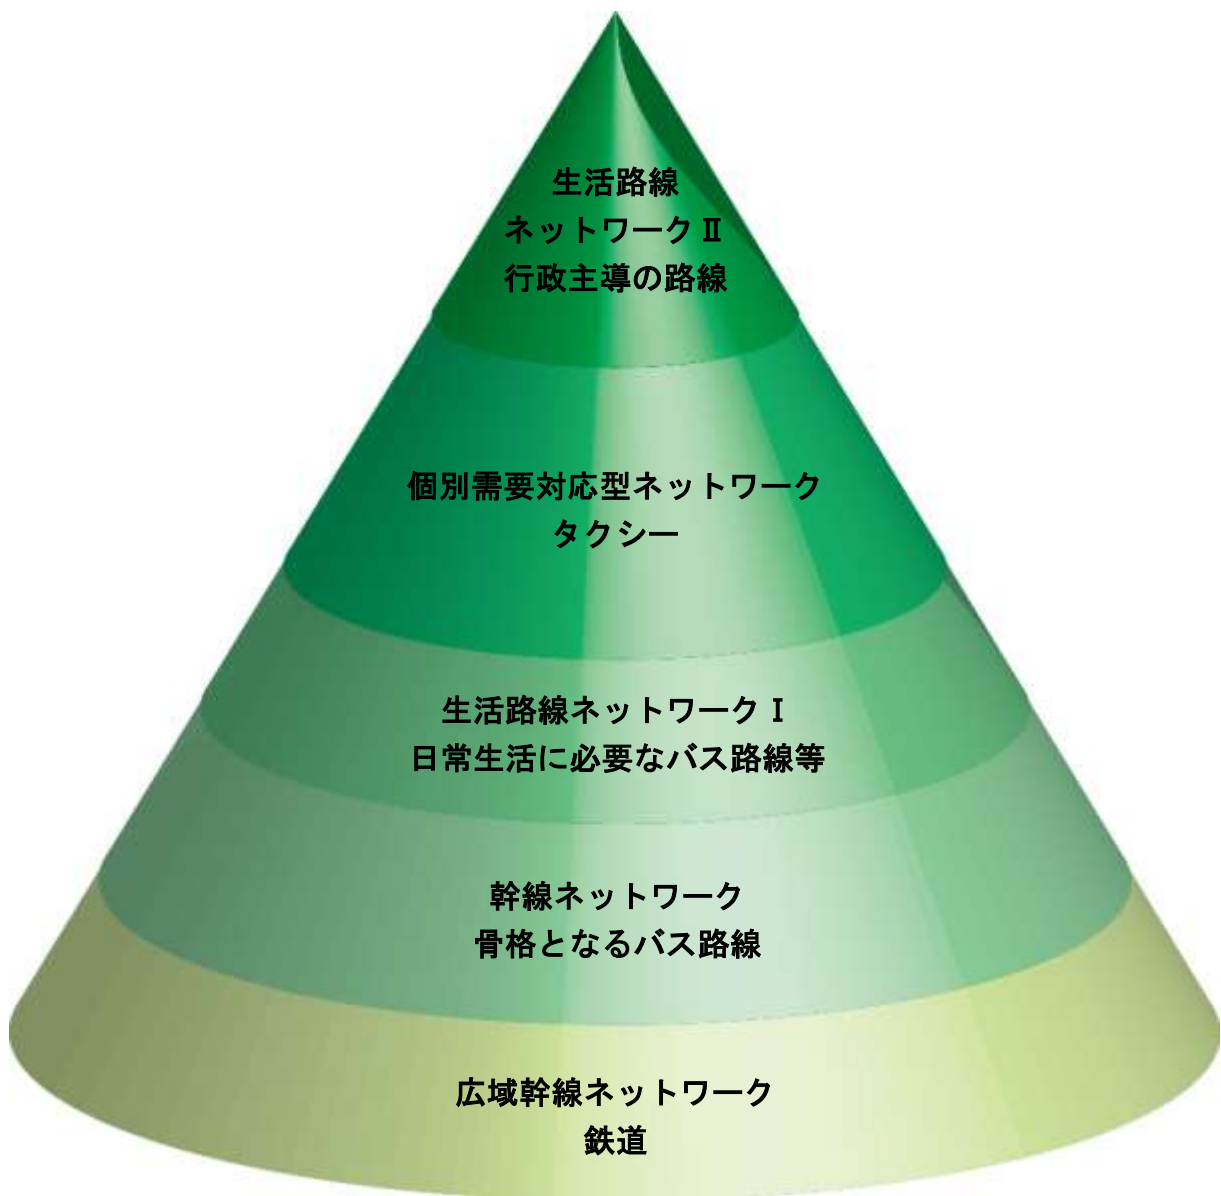 生活路線
ネットワークⅡ
行政主導の路線
個別需要対応型ネットワーク
タクシー
生活路線ネットワークⅠ
日常生活に必要なバス路線等
幹線ネットワーク
骨格となるバス路線
広域幹線ネットワーク
鉄道